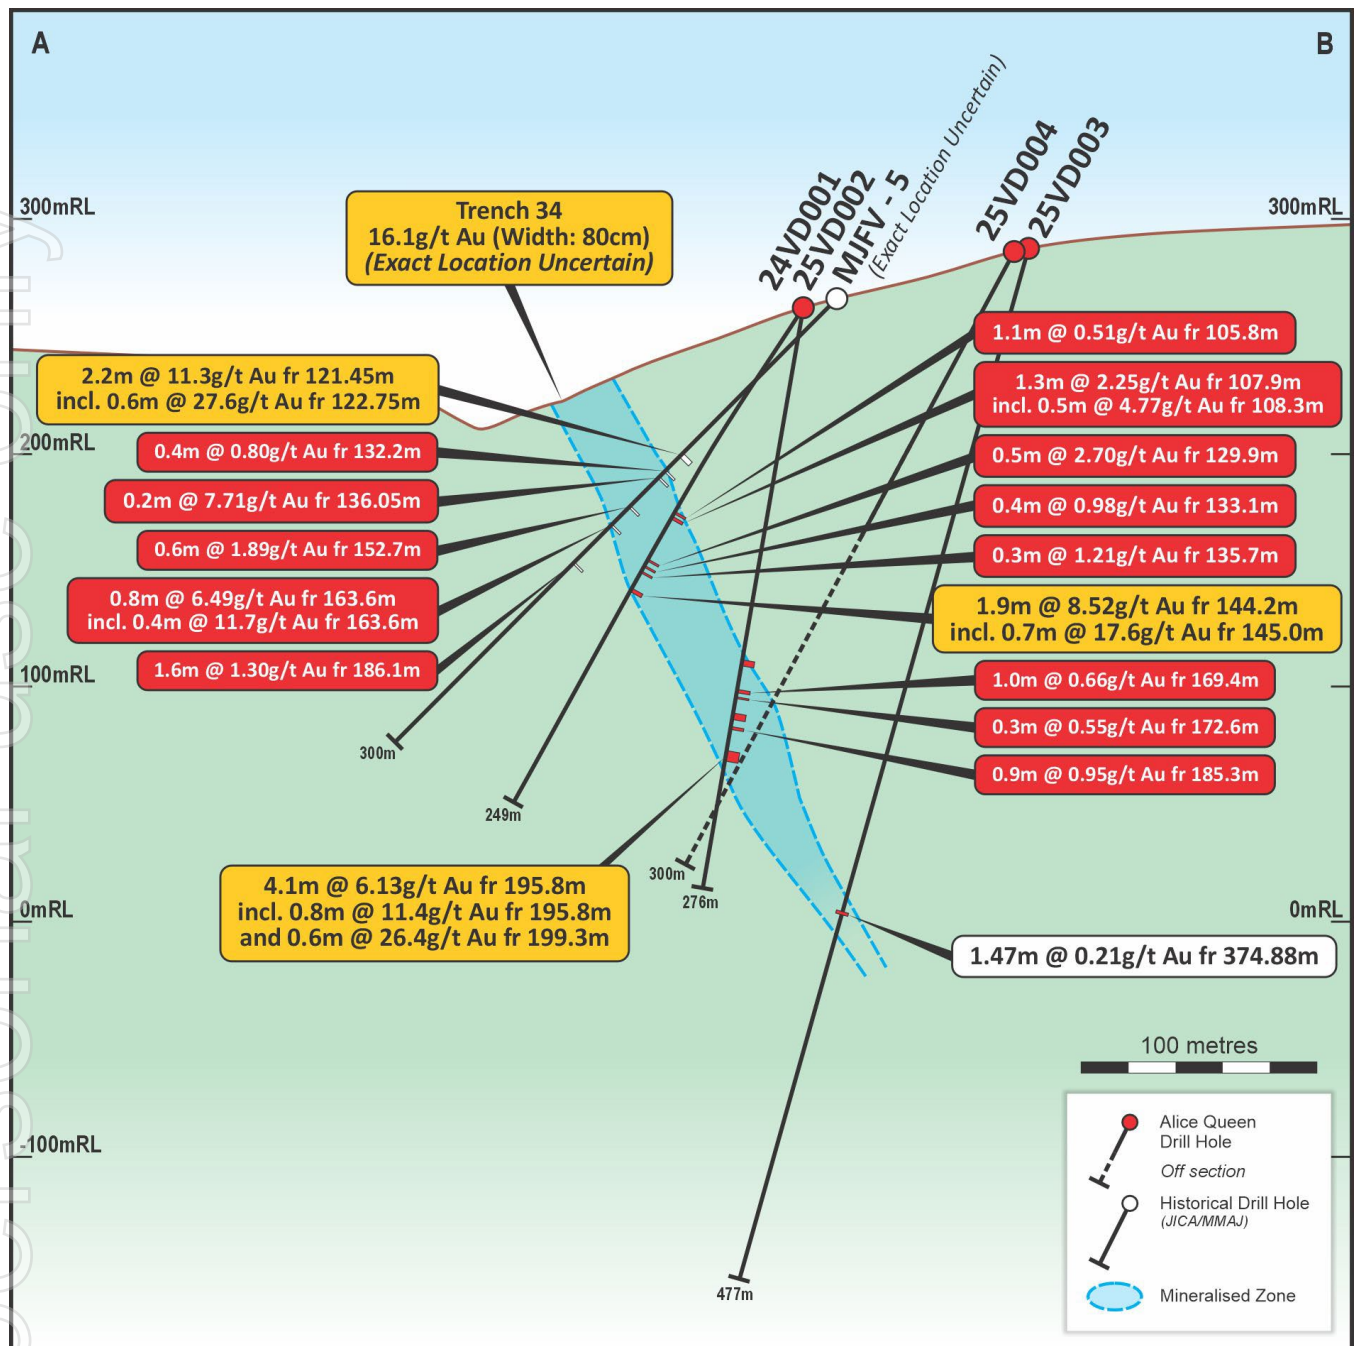 A
B
300mRL
300mRL
Trench 34
16.1g/t Au (Width: 80cm)
(Exact Location Uncertain)
24VD001
25VD002
MJFV - 5
(Exact Location Uncertain)
25VD004
25VD003
2.2m @ 11.3g/t Au fr 121.45m
incl. 0.6m @ 27.6g/t Au fr 122.75m
200mRL
0.4m @ 0.80g/t Au fr 132.2m
0.2m @ 7.71g/t Au fr 136.05m
0.6m @ 1.89g/t Au fr 152.7m
0.8m @ 6.49g/t Au fr 163.6m
incl. 0.4m @ 11.7g/t Au fr 163.6m
1.6m @ 1.30g/t Au fr 186.1m
100mRL
1.1m @ 0.51g/t Au fr 105.8m
1.3m @ 2.25g/t Au fr 107.9m
incl. 0.5m @ 4.77g/t Au fr 108.3m
0.5m @ 2.70g/t Au fr 129.9m
0.4m @ 0.98g/t Au fr 133.1m
0.3m @ 1.21g/t Au fr 135.7m
1.9m @ 8.52g/t Au fr 144.2m
incl. 0.7m @ 17.6g/t Au fr 145.0m
1.0m @ 0.66g/t Au fr 169.4m
0.3m @ 0.55g/t Au fr 172.6m
0.9m @ 0.95g/t Au fr 185.3m
300m
249m
300m
276m
4.1m @ 6.13g/t Au fr 195.8m
incl. 0.8m @ 11.4g/t Au fr 195.8m
and 0.6m @ 26.4g/t Au fr 199.3m
0mRL
0mRL
1.47m @ 0.21g/t Au fr 374.88m
-100mRL
477m
100 metres
Alice Queen
Drill Hole
Off section
Historical Drill Hole
(JICA/MMAJ)
Mineralised Zone